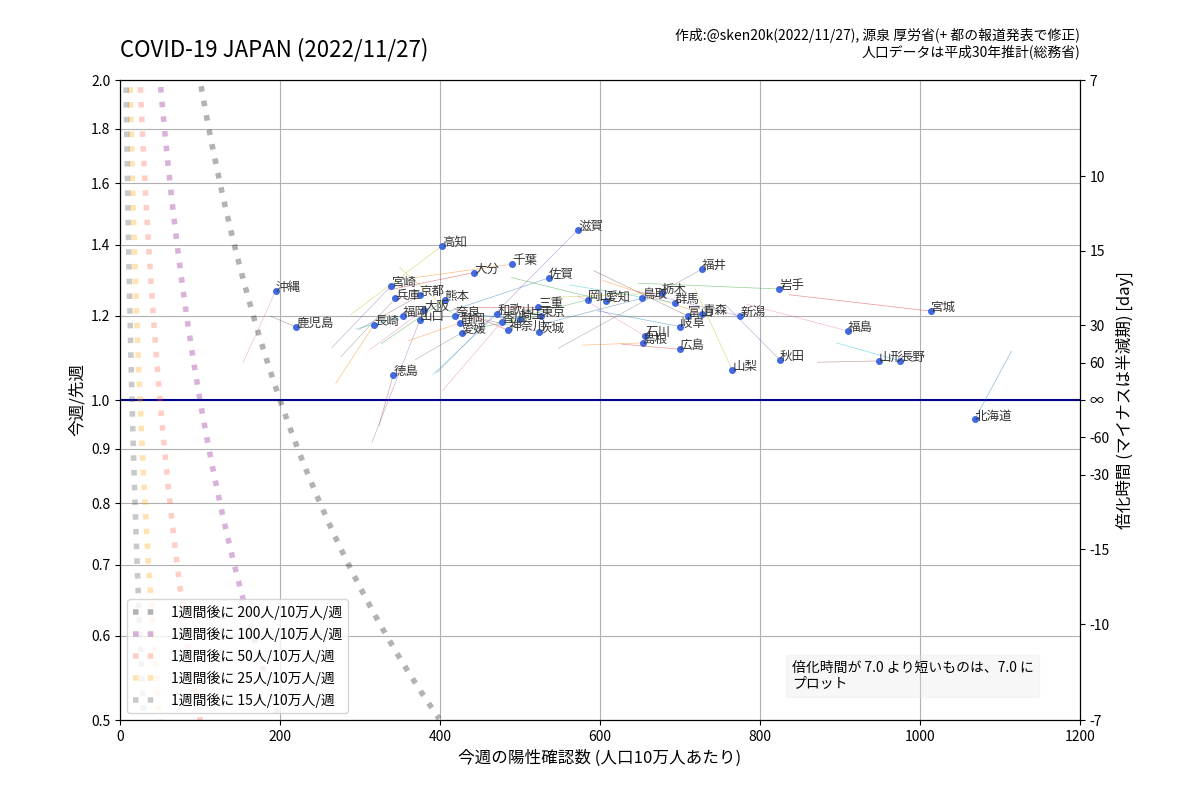 COVID-19 JAPAN (2022/11/27)
作成:@sken20k(2022/11/27), 源泉 厚労省(+ 都の報道発表で修正)
人口データは平成30年推計(総務省)
2.0
1.8
1.6
1.4
1.2
1.0
0.9
0.8
0.7
0.6
0.5
今週/先週
7
10
15
30
60
∞
-60
-30
-15
-10
-7
倍化時間 (マイナスは半減期) [day]
滋賀
高知
千葉
大分
佐賀
福井
宮崎
沖縄
兵庫
京都
熊本
岩手
栃木
鳥取
岡山
愛知
群馬
三重
大阪
和歌山
宮城
福岡
奈良
東京
富山
青森
新潟
山口
静岡
長崎
鹿児島
岐阜
神奈川
茨城
愛媛
福島
石川
島根
広島
秋田
山形
長野
山梨
徳島
北海道
1週間後に 200人/10万人/週
1週間後に 100人/10万人/週
1週間後に 50人/10万人/週
1週間後に 25人/10万人/週
1週間後に 15人/10万人/週
倍化時間が 7.0 より短いものは、7.0 に
プロット
0
200
400
600
800
1000
1200
今週の陽性確認数 (人口10万人あたり)